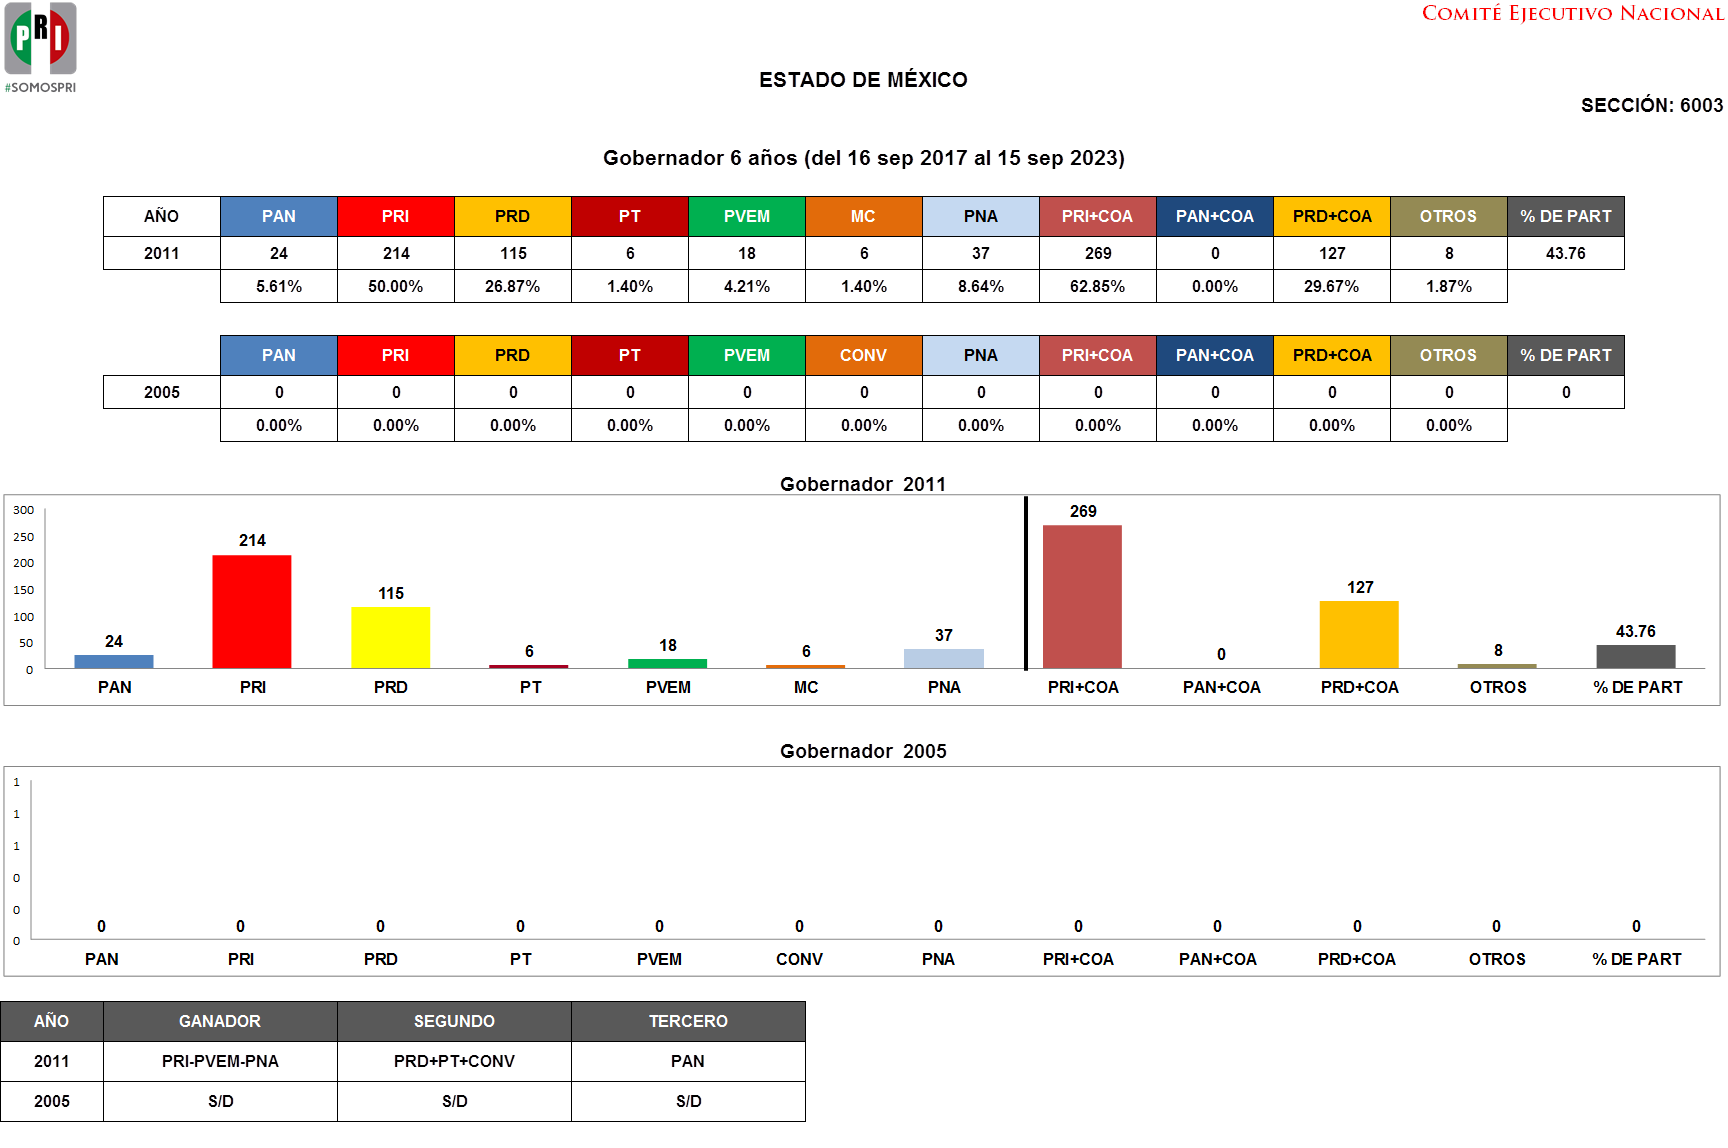 PRI
#SOMOSPRI
COMITÉ EJECUTIVO NACIONAL
ESTADO DE MÉXICO
SECCIÓN: 6003
Gobernador 6 años (del 16 sep 2017 al 15 sep 2023)
AÑO PAN PRI PRD PT PVEM MC PNA PRI+COA PAN+COA PRD+COA OTROS % DE PART
2011 24 214 115 6 18 6 37 269 0 127 8 43.76
5.61% 50.00% 26.87% 1.40% 4.21% 1.40% 8.64% 62.85% 0.00% 29.67% 1.87%
PAN PRI PRD PT PVEM CONV PNA PRI+COA PAN+COA PRD+COA OTROS % DE PART
2005 0 0 0 0 0 0 0 0 0 0 0 0
0.00% 0.00% 0.00% 0.00% 0.00% 0.00% 0.00% 0.00% 0.00% 0.00% 0.00%
Gobernador 2011
300
250
200
150
100
50
0
24 214 115 6 18 6 37 269 0 127 8 43.76
PAN PRI PRD PT PVEM MC PNA PRI+COA PAN+COA PRD+COA OTROS % DE PART
Gobernador 2005
1
1
1
0
0
0
0 0 0 0 0 0 0 0 0 0 0 0
PAN PRI PRD PT PVEM CONV PNA PRI+COA PAN+COA PRD+COA OTROS % DE PART
AÑO GANADOR SEGUNDO TERCERO
2011 PRI-PVEM-PNA PRD+PT+CONV PAN
2005 S/D S/D S/D